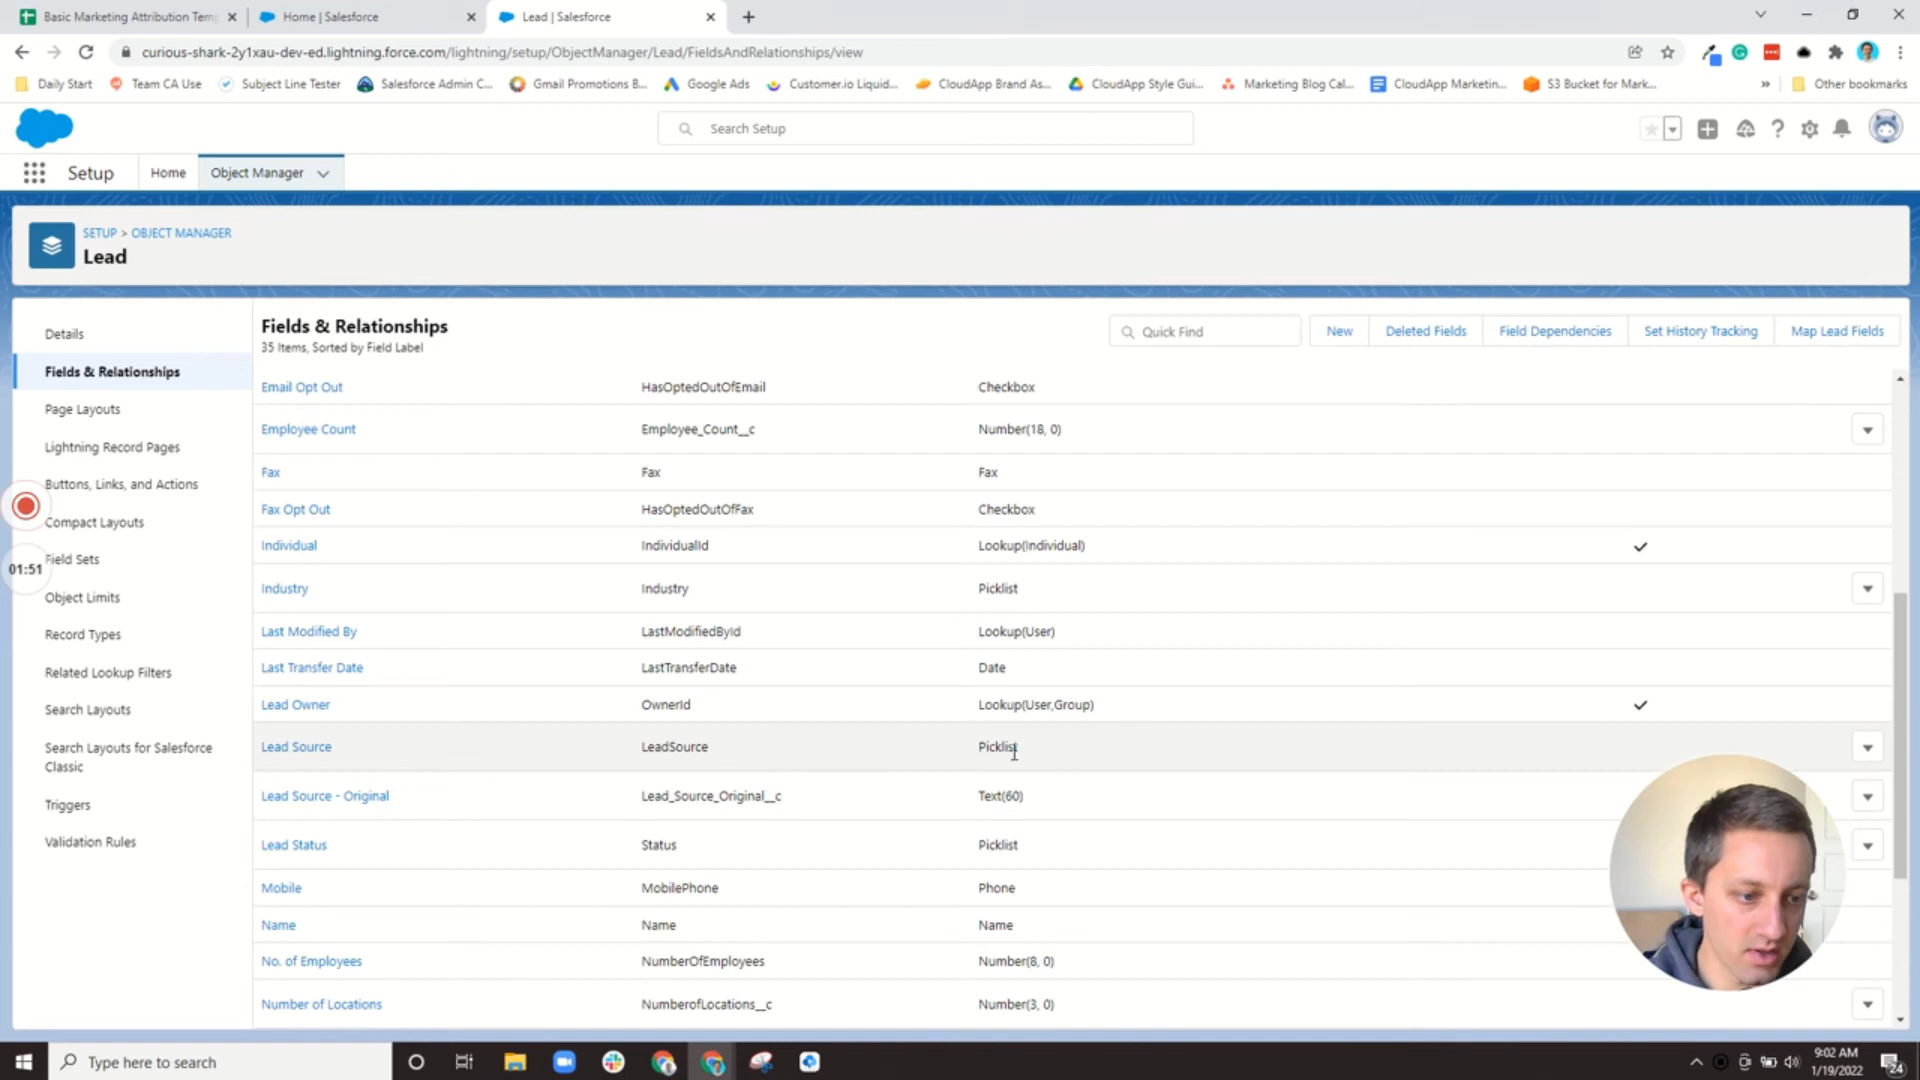 Basic Marketing Attribution Tem
Home | Salesforce
Lead | Salesforce
curious-shark-2y1xau-dev-ed.lightning.force.com/lightning/setup/ObjectManager/Lead/FieldsAndRelationships/view
Daily Start
Team CA Use
Subject Line Tester
Salesforce Admin C...
Gmail Promotions B...
Google Ads
Customer.io Liquid...
CloudApp Brand As...
CloudApp Style Gui...
Marketing Blog Cal...
CloudApp Marketin...
S3 Bucket for Mark...
»
Other bookmarks
Search Setup
Setup
Home
Object Manager
SETUP > OBJECT MANAGER
Lead
Details
Fields & Relationships
Page Layouts
Lightning Record Pages
Buttons, Links, and Actions
Compact Layouts
Field Sets
Object Limits
Record Types
Related Lookup Filters
Search Layouts
Search Layouts for Salesforce
Classic
Triggers
Validation Rules
01:51
Fields & Relationships
35 Items, Sorted by Field Label
Quick Find
New
Deleted Fields
Field Dependencies
Set History Tracking
Map Lead Fields
Email Opt Out HasOptedOutOfEmail Checkbox
Employee Count Employee_Count__c Number(18, 0)
Fax Fax Fax
Fax Opt Out HasOptedOutOfFax Checkbox
Individual IndividualId Lookup(Individual)
Industry Industry Picklist
Last Modified By LastModifiedById Lookup(User)
Last Transfer Date LastTransferDate Date
Lead Owner OwnerId Lookup(User,Group)
Lead Source LeadSource Picklist
Lead Source - Original Lead_Source_Original__c Text(60)
Lead Status Status Picklist
Mobile MobilePhone Phone
Name Name Name
No. of Employees NumberOfEmployees Number(8, 0)
Number of Locations NumberofLocations__c Number(3, 0)
Type here to search
9:02 AM
1/19/2022
24